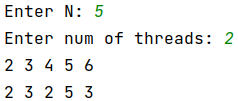 Enter N: 5
Enter num of threads: 2
2 3 4 5 6
2 3 2 5 3